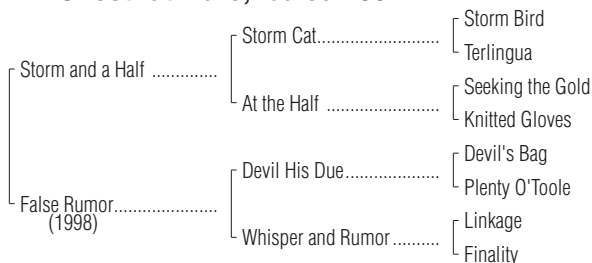 Storm Bird
Storm Cat........................
Terlingua
Storm and a Half .............
Seeking the Gold
At the Half ......................
Knitted Gloves
Devil's Bag
Devil His Due...................
Plenty O'Toole
False Rumor....................
(1998)
Linkage
Whisper and Rumor ..........
Finality